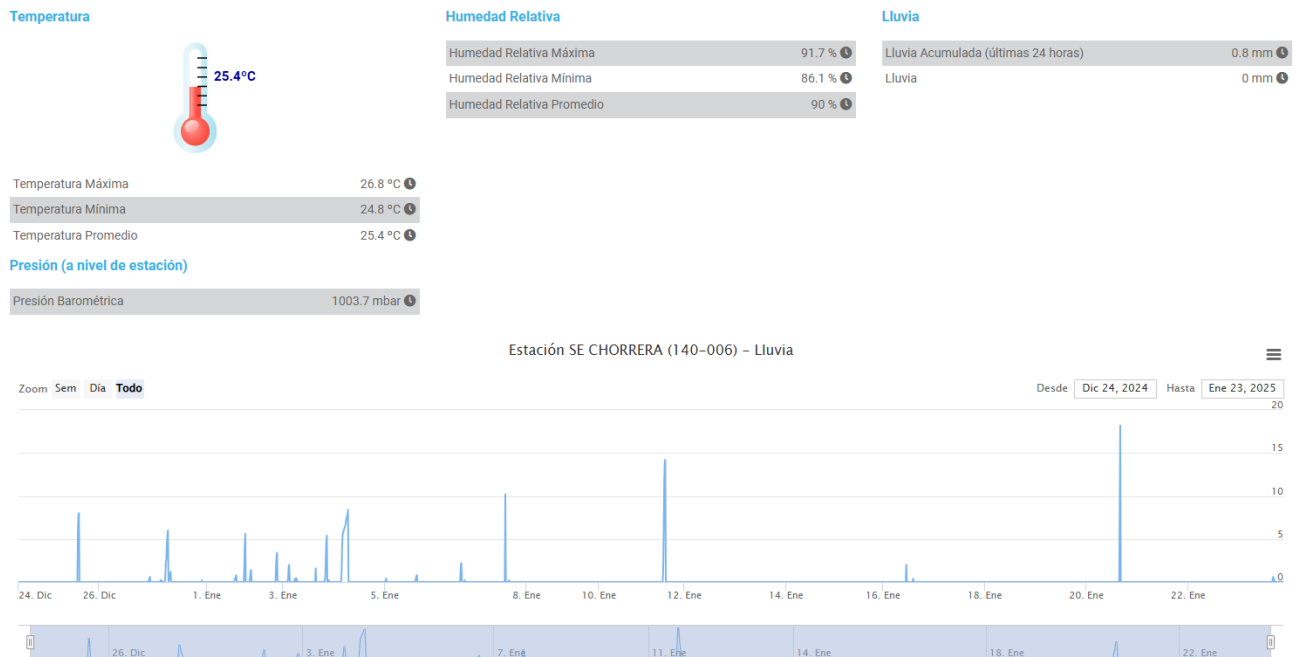 Temperatura
25.4ºC
Temperatura Máxima 26.8 ºC
Temperatura Mínima 24.8 ºC
Temperatura Promedio 25.4 ºC
Presión (a nivel de estación)
Presión Barométrica 1003.7 mbar
Humedad Relativa
Humedad Relativa Máxima 91.7 %
Humedad Relativa Mínima 86.1 %
Humedad Relativa Promedio 90 %
Lluvia
Lluvia Acumulada (últimas 24 horas) 0.8 mm
Lluvia 0 mm
Estación SE CHORRERA (140-006) - Lluvia
Zoom Sem Día Todo
Desde Dic 24, 2024 Hasta Ene 23, 2025
20
15
10
5
0
24. Dic 26. Dic 1. Ene 3. Ene 5. Ene 8. Ene 10. Ene 12. Ene 14. Ene 16. Ene 18. Ene 20. Ene 22. Ene
26. Dic 3. Ene 7. Ene 11. Ene 14. Ene 18. Ene 22. Ene